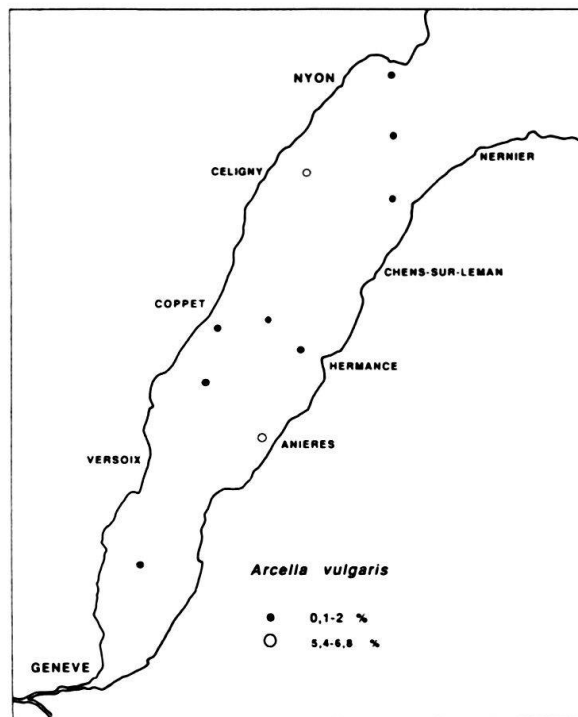 NYON
NERNIER
CELIGNY
CHENS-SUR-LEMAN
COPPET
HERMANCE
ANIERES
VERSOIX
Arcella vulgaris
0,1-2 %
5,4-6,8 %
GENEVE